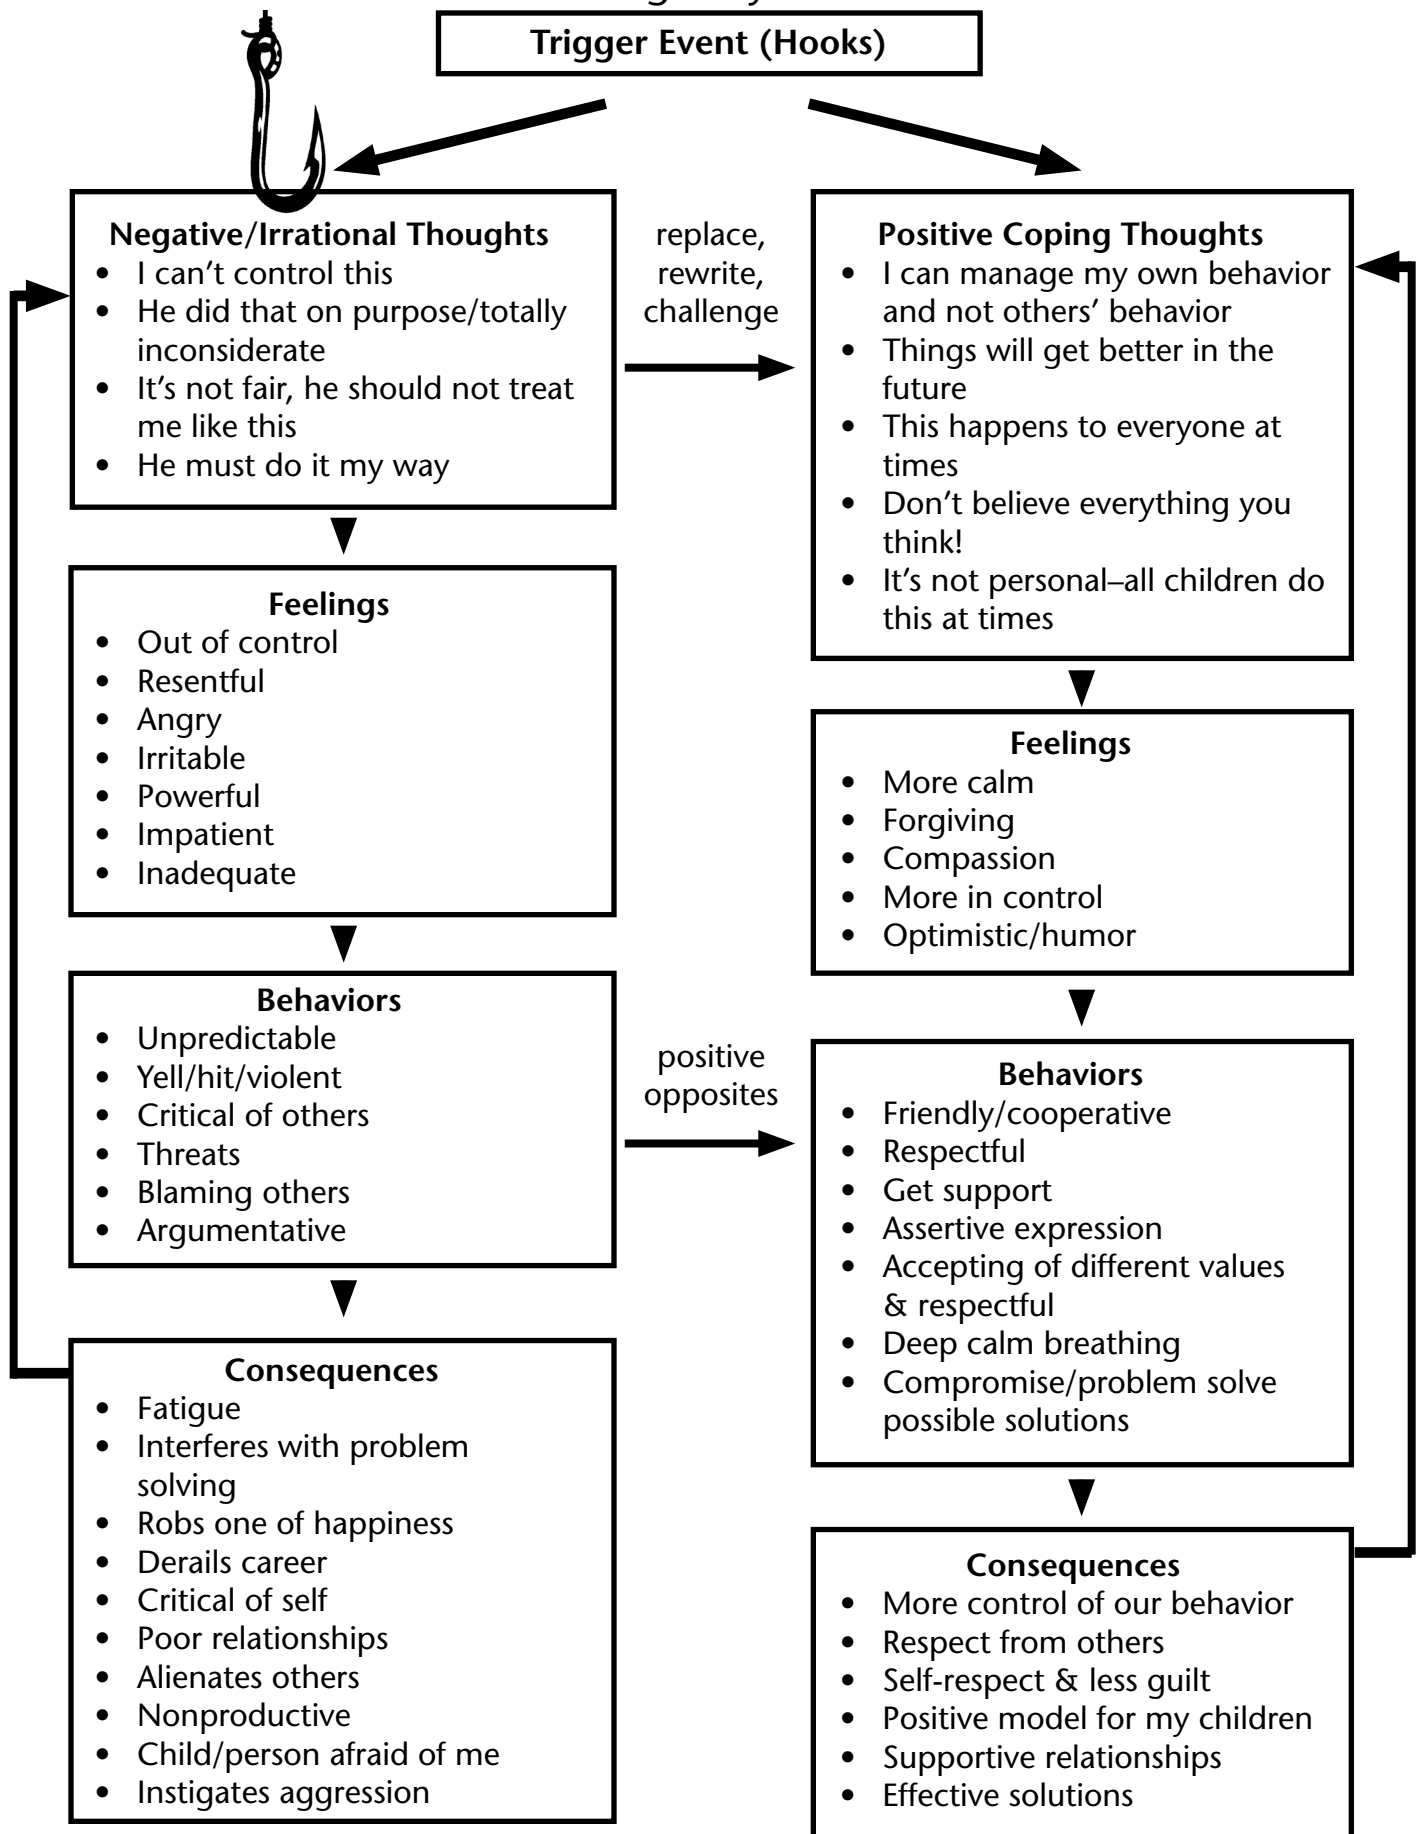 Trigger Event (Hooks)
Negative/Irrational Thoughts
• I can't control this
• He did that on purpose/totally
inconsiderate
• It's not fair, he should not treat
me like this
• He must do it my way
replace,
rewrite,
challenge
Positive Coping Thoughts
• I can manage my own behavior
and not others' behavior
• Things will get better in the
future
• This happens to everyone at
times
• Don't believe everything you
think!
• It's not personal–all children do
this at times
Feelings
• Out of control
• Resentful
• Angry
• Irritable
• Powerful
• Impatient
• Inadequate
Feelings
• More calm
• Forgiving
• Compassion
• More in control
• Optimistic/humor
Behaviors
• Unpredictable
• Yell/hit/violent
• Critical of others
• Threats
• Blaming others
• Argumentative
positive
opposites
Behaviors
• Friendly/cooperative
• Respectful
• Get support
• Assertive expression
• Accepting of different values
& respectful
• Deep calm breathing
• Compromise/problem solve
possible solutions
Consequences
• Fatigue
• Interferes with problem
solving
• Robs one of happiness
• Derails career
• Critical of self
• Poor relationships
• Alienates others
• Nonproductive
• Child/person afraid of me
• Instigates aggression
Consequences
• More control of our behavior
• Respect from others
• Self-respect & less guilt
• Positive model for my children
• Supportive relationships
• Effective solutions